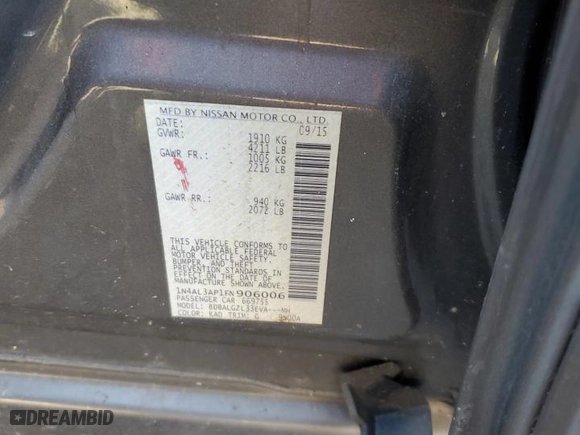 MFD BY NISSAN MOTOR CO., LTD.
DATE: 09/15
GVWR: 1910 KG
4211 LB
GAWR FR.: 1005 KG
2216 LB
GAWR RR.: 940 KG
2072 LB
THIS VEHICLE CONFORMS TO
ALL APPLICABLE FEDERAL
MOTOR VEHICLE SAFETY,
BUMPER, AND THEFT
PREVENTION STANDARDS IN
EFFECT ON THE DATE OF
MANUFACTURE SHOWN ABOVE.
1N4AL3AP1FN906006
PASSENGER CAR 669755
MODEL:
COLOR: KAD TRIM: G
DREAMBID